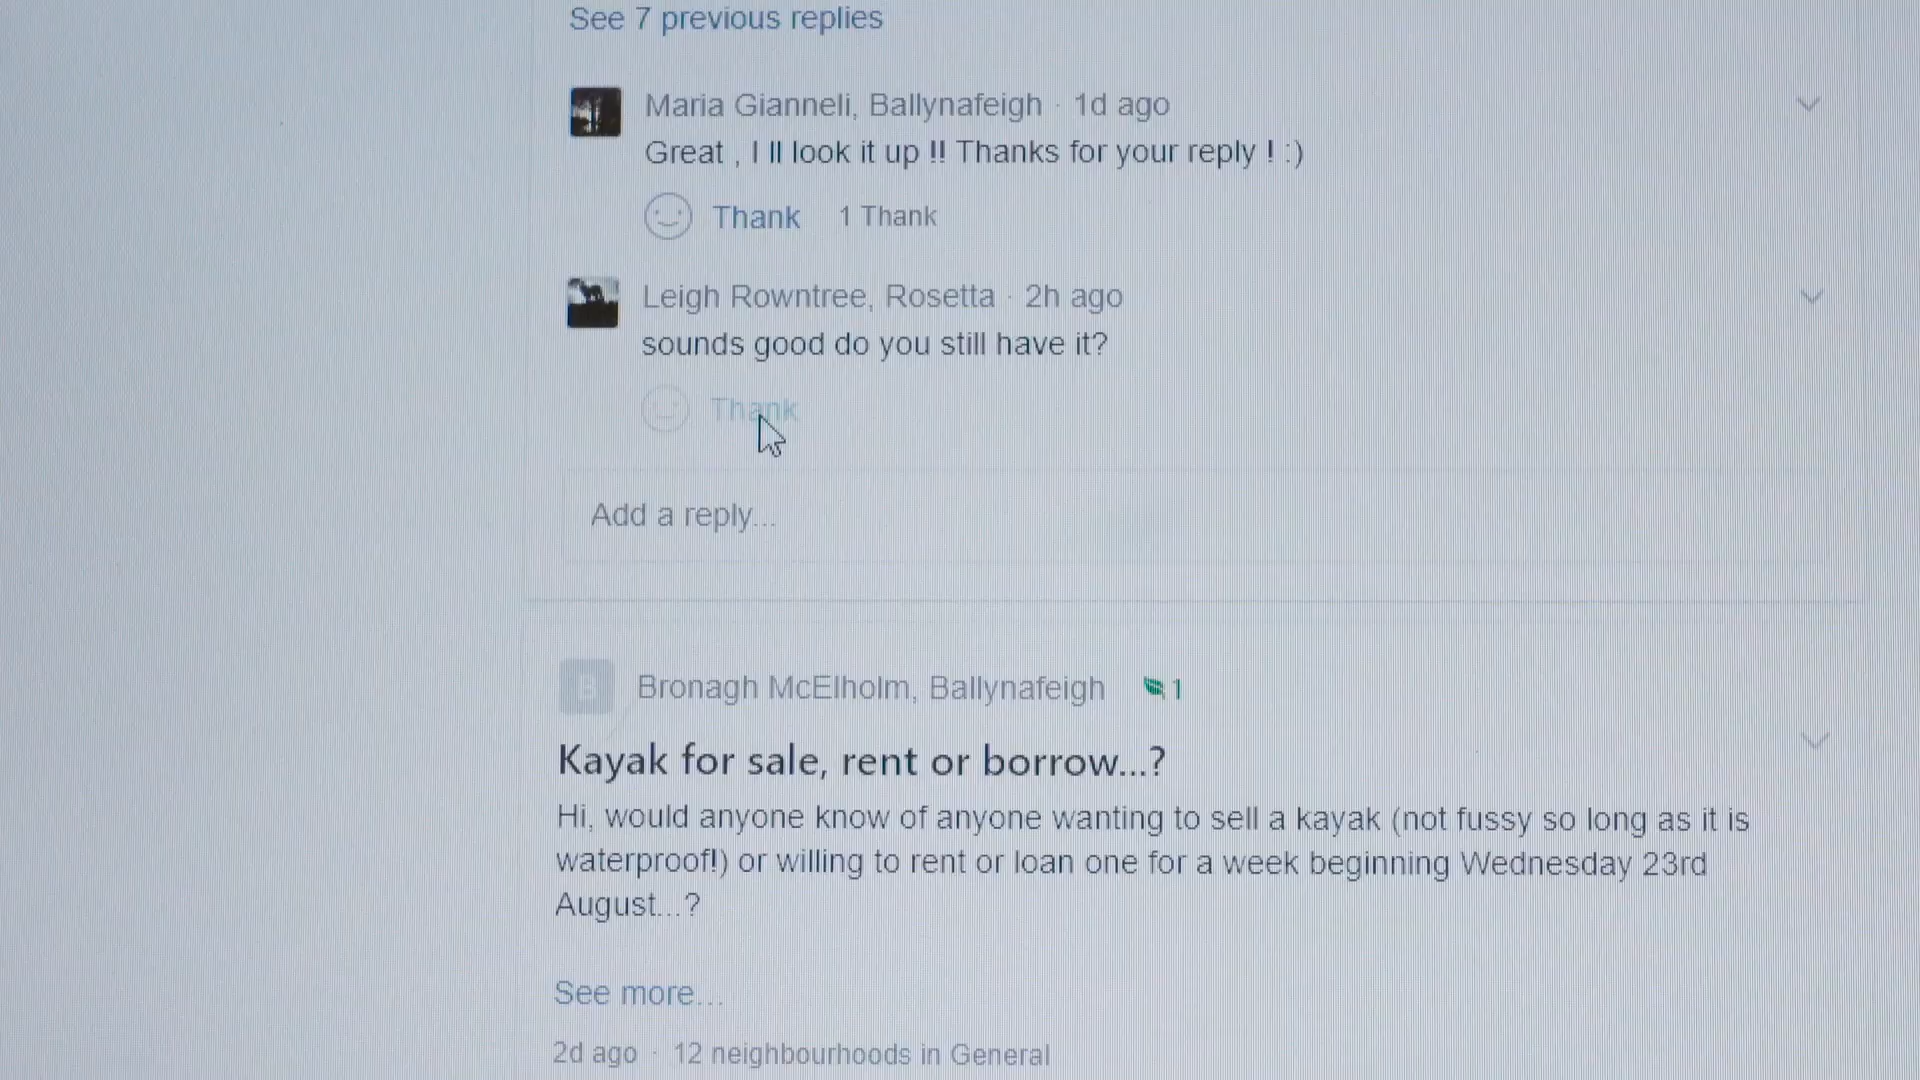 See 7 previous replies
Maria Gianneli, Ballynafeigh · 1d ago
Great , I ll look it up !! Thanks for your reply ! :)
Thank 1 Thank
Leigh Rowntree, Rosetta · 2h ago
sounds good do you still have it?
Thank
Add a reply...
B Bronagh McElholm, Ballynafeigh 1
Kayak for sale, rent or borrow...?
Hi, would anyone know of anyone wanting to sell a kayak (not fussy so long as it is
waterproof!) or willing to rent or loan one for a week beginning Wednesday 23rd
August...?
See more...
2d ago · 12 neighbourhoods in General